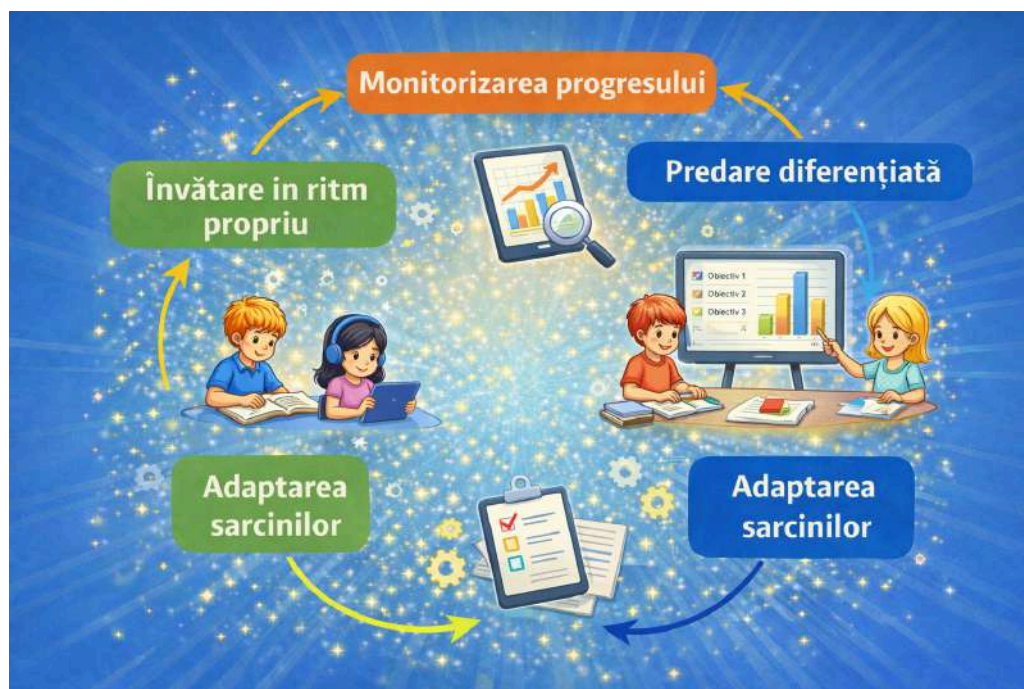 Monitorizarea progresului
Învătare in ritm
propriu
Predare diferențiată
Obiectiv 1
Obiectiv 2
Obiectiv 3
Adaptarea
sarcinilor
Adaptarea
sarcinilor